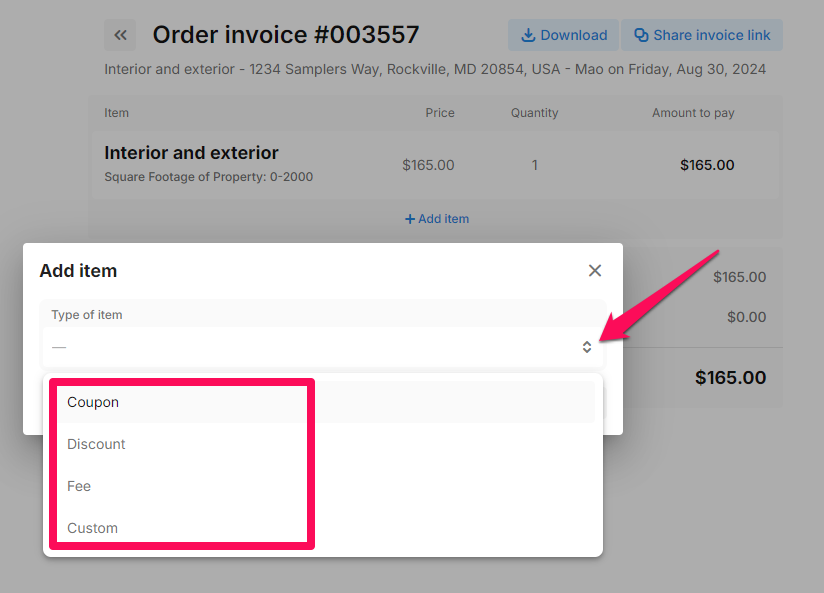 Order invoice #003557
Download
Share invoice link
Interior and exterior - 1234 Samplers Way, Rockville, MD 20854, USA - Mao on Friday, Aug 30, 2024
Item Price Quantity Amount to pay
Interior and exterior
Square Footage of Property: 0-2000
$165.00 1 $165.00
+ Add item
Add item
Type of item
—
Coupon
Discount
Fee
Custom
$165.00
$0.00
$165.00